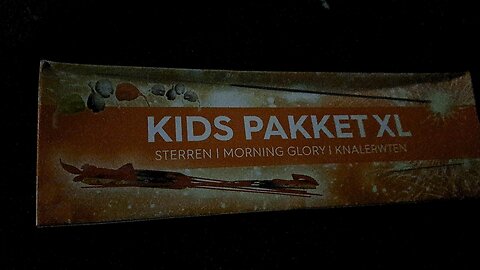 KIDS PAKKET XL
STERREN | MORNING GLORY | KNALERWTEN